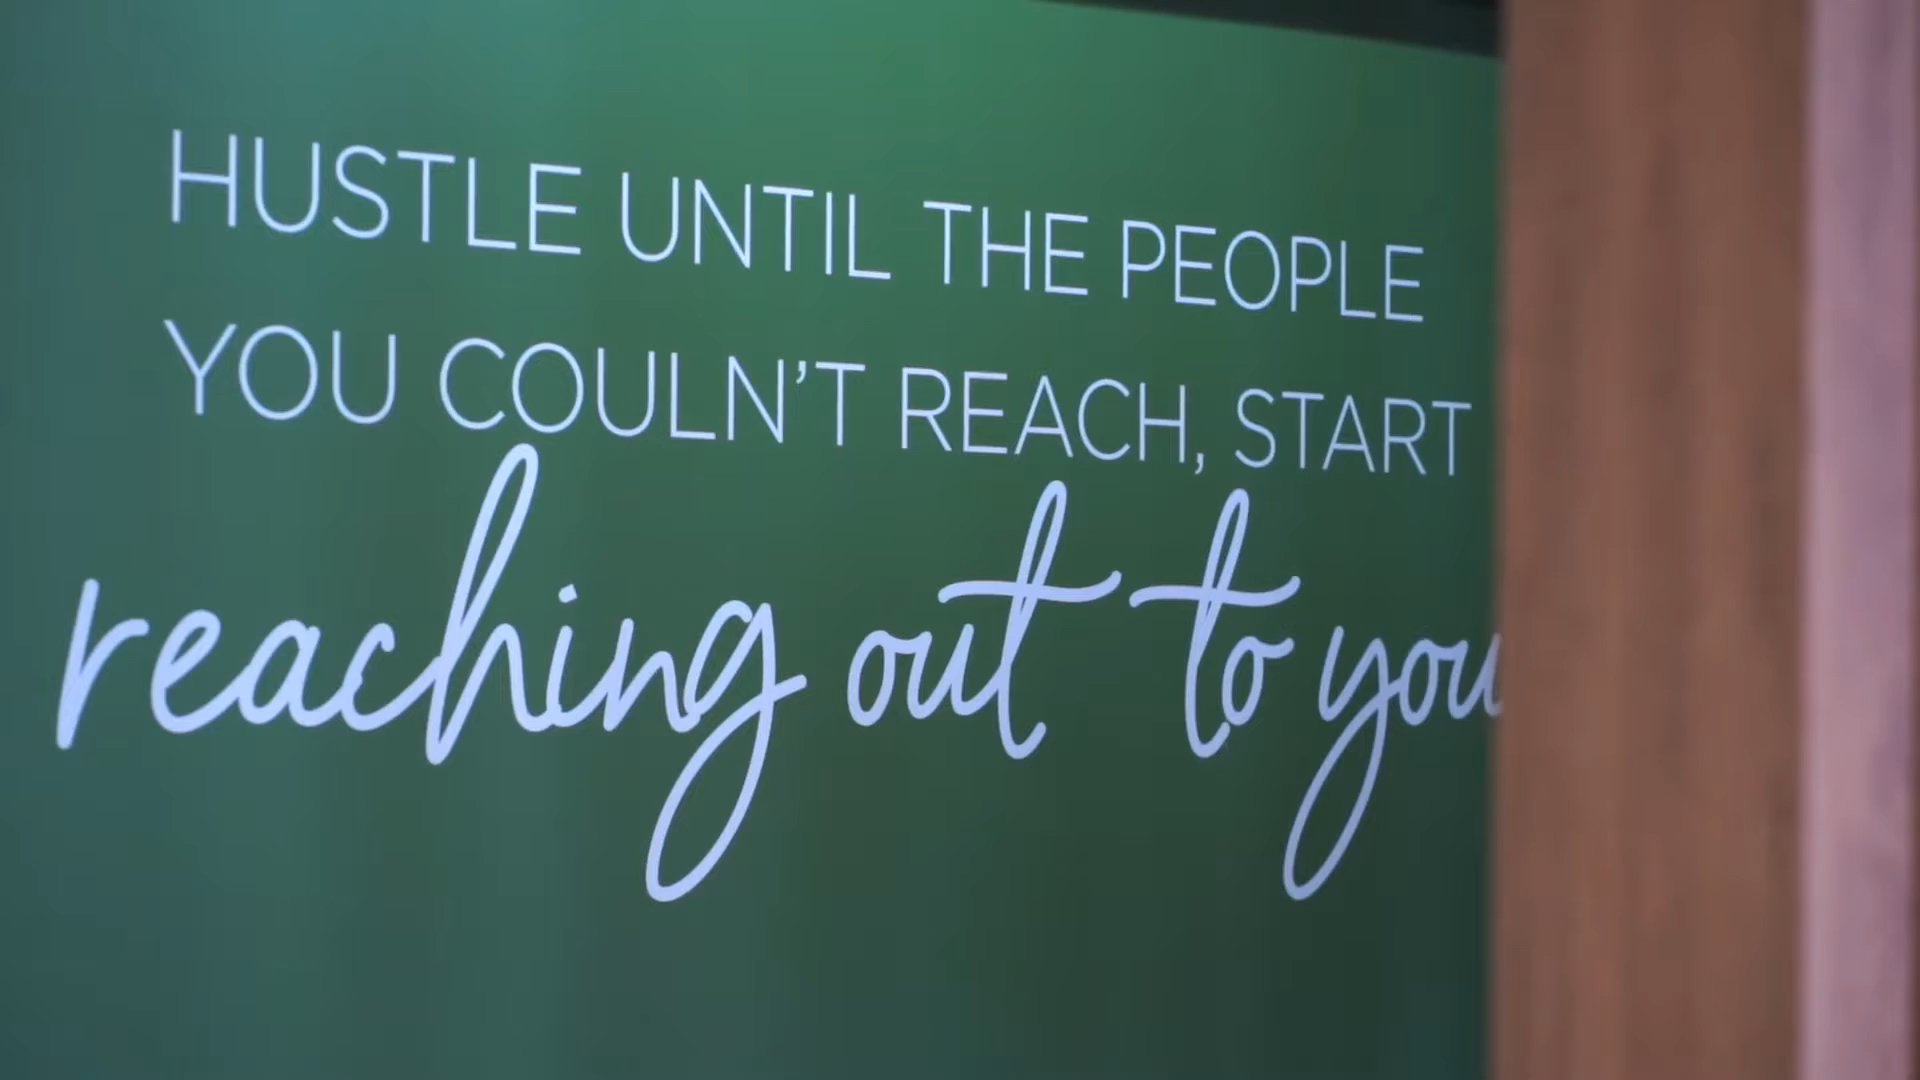 HUSTLE UNTIL THE PEOPLE
YOU COULN'T REACH, START
reaching out to you